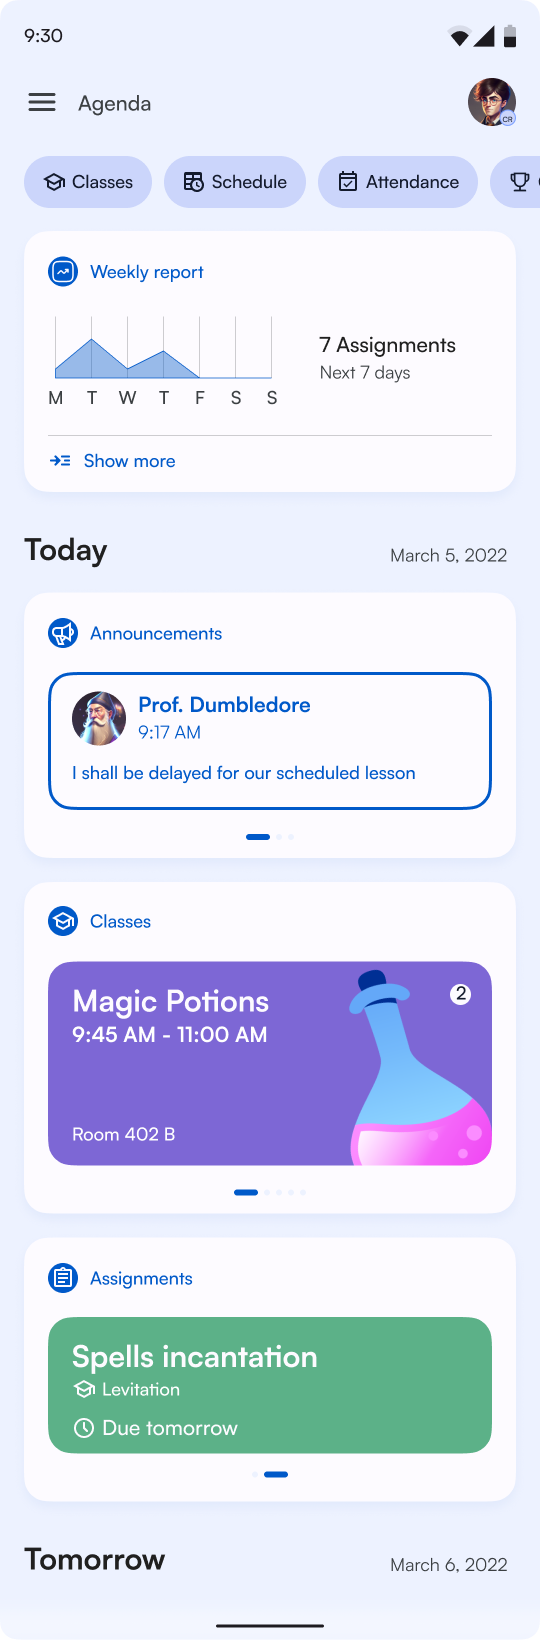 9:30
Agenda
CR
Classes
Schedule
Attendance
Weekly report
7 Assignments
Next 7 days
M T W T F S S
Show more
Today
March 5, 2022
Announcements
Prof. Dumbledore
9:17 AM
I shall be delayed for our scheduled lesson
Classes
Magic Potions
2
9:45 AM - 11:00 AM
Room 402 B
Assignments
Spells incantation
Levitation
Due tomorrow
Tomorrow
March 6, 2022